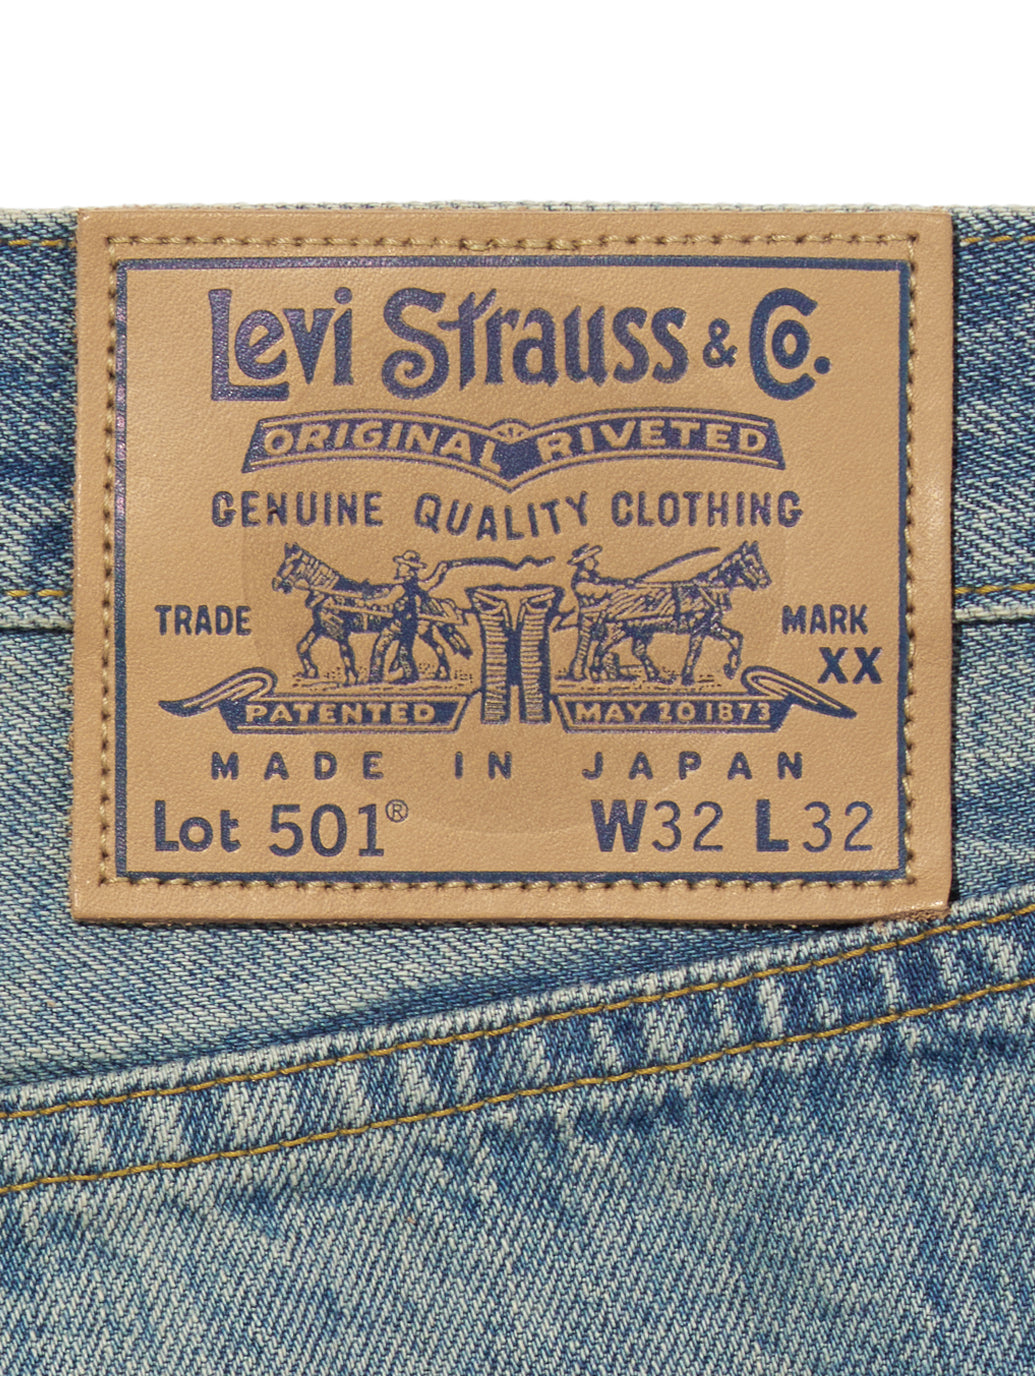 Levi Strauss & Co.
ORIGINAL RIVETED
GENUINE QUALITY CLOTHING
TRADE MARK
XX
PATENTED MAY 20 1873
MADE IN JAPAN
Lot 501® W32 L32